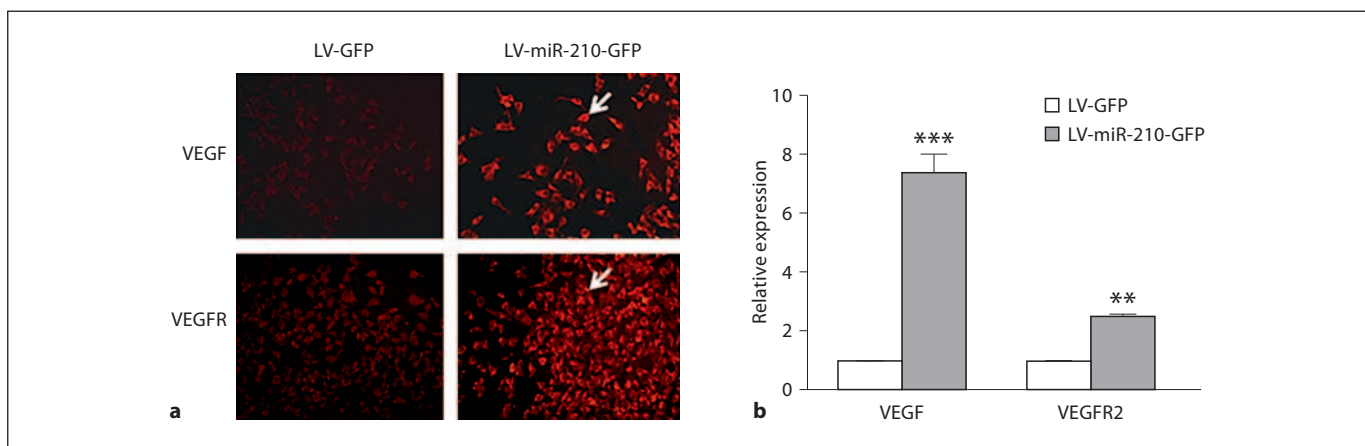 LV-GFP LV-miR-210-GFP
VEGF
VEGFR
a
10
8
6
4
2
0
Relative expression
LV-GFP
LV-miR-210-GFP
***
**
VEGF VEGFR2
b